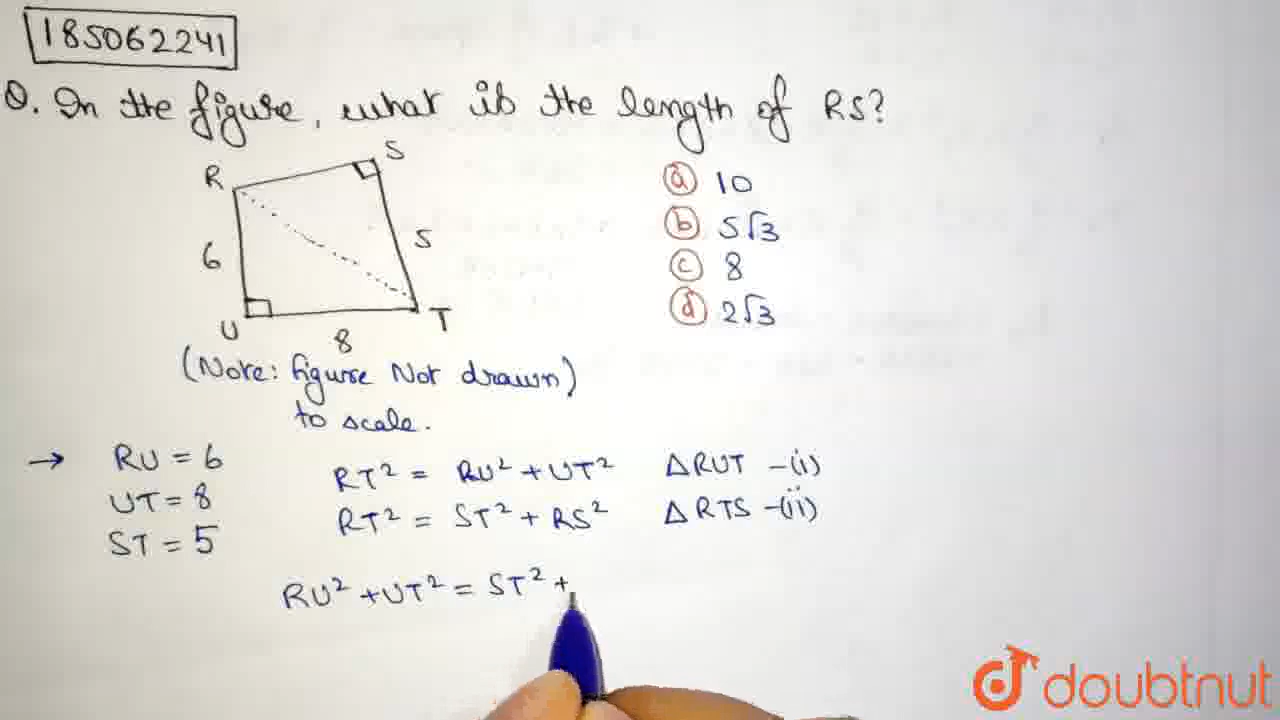 185062241
Q. In the figure, what is the length of RS?
S
R
6
5
U
8
T
(a) 10
(b) 5√3
(c) 8
(d) 2√3
(Note: figure Not drawn)
to scale.
→ RU = 6
UT = 8
ST = 5
RT² = RU² + UT² △RUT -(i)
RT² = ST² + RS² △RTS -(ii)
RU² + UT² = ST² +
doubtnut